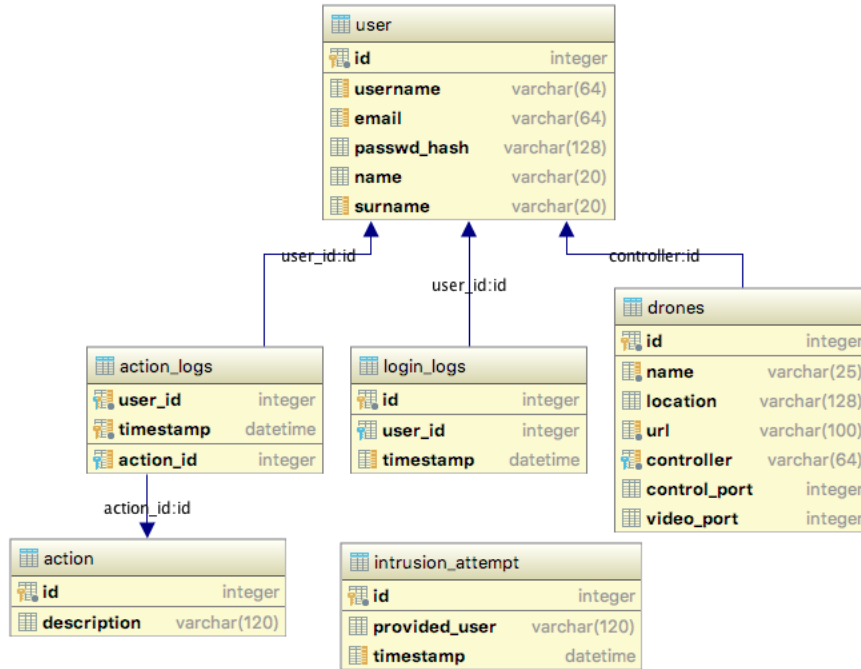 user
id integer
username varchar(64)
email varchar(64)
passwd_hash varchar(128)
name varchar(20)
surname varchar(20)
user_id:id
user_id:id
controller:id
action_logs
user_id integer
timestamp datetime
action_id integer
login_logs
id integer
user_id integer
timestamp datetime
drones
id integer
name varchar(25)
location varchar(128)
url varchar(100)
controller varchar(64)
control_port integer
video_port integer
action_id:id
action
id integer
description varchar(120)
intrusion_attempt
id integer
provided_user varchar(120)
timestamp datetime